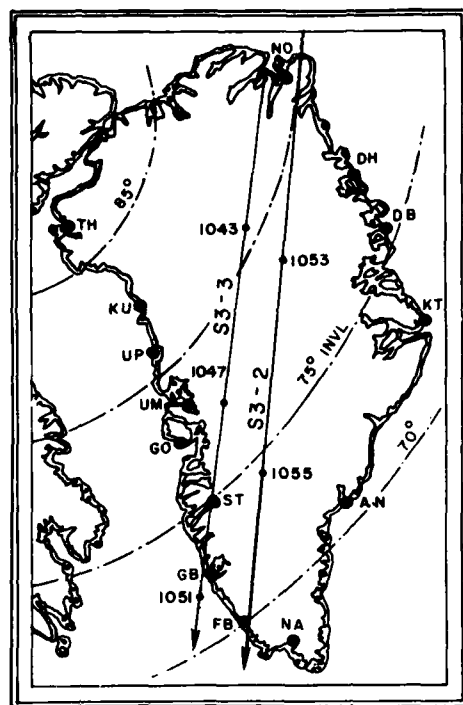 NO
DH
85°
TH
1043
DB
1053
S3-3
KU
KT
UP
75° INVL
1047
UM
S3-2
70°
GO
1055
ST
AN
GB
1051
FB
NA